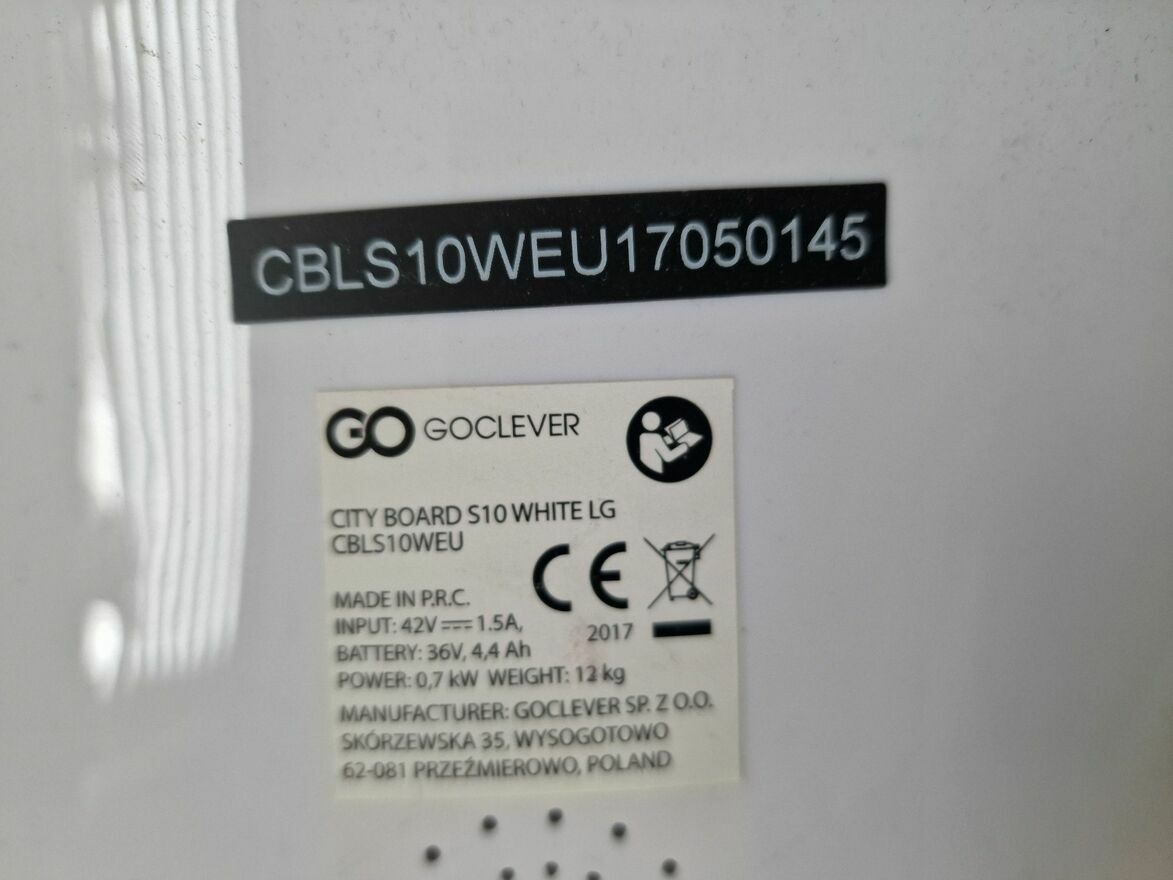 CBLS10WEU17050145
GO GOCLEVER
CITY BOARD S10 WHITE LG
CBLS10WEU
CE
MADE IN P.R.C.
INPUT: 42V 1.5A,
2017
BATTERY: 36V, 4,4 Ah
POWER: 0,7 kW WEIGHT: 12 kg
MANUFACTURER: GOCLEVER SP. Z O.O.
SKÓRZEWSKA 35, WYSOGOTOWO
62-081 PRZEŹMIEROWO, POLAND